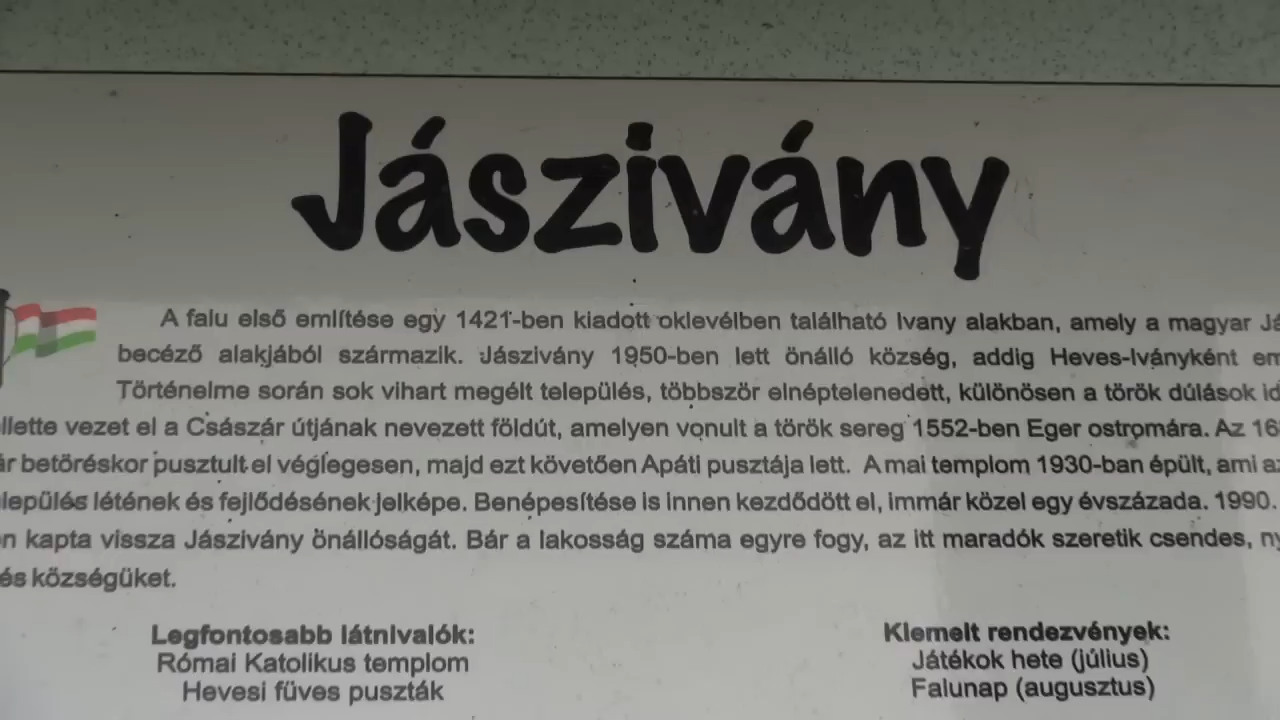 Jászivány
A falu első említése egy 1421-ben kiadott oklevélben található Ivany alakban, amely a magyar
becéző alakjából származik. Jászivány 1950-ben lett önálló község, addig Heves-Iványként
Történelme során sok vihart megélt település, többször elnéptelenedett, különösen a török dúlások
vezet el a Császár útjának nevezett földút, amelyen vonult a török sereg 1552-ben Eger ostromára. Az
betöréskor pusztult el véglegesen, majd ezt követően Apáti pusztája lett. A mai templom 1930-ban épült, ami
létének és fejlődésének jelképe. Benépesítése is innen kezdődött el, immár közel egy évszázada. 1990.
kapta vissza Jászivány önállóságát. Bár a lakosság száma egyre fogy, az itt maradók szeretik csendes,
községüket.
Legfontosabb látnivalók:
Római Katolikus templom
Hevesi füves puszták
Kiemelt rendezvények:
Játékok hete (július)
Falunap (augusztus)